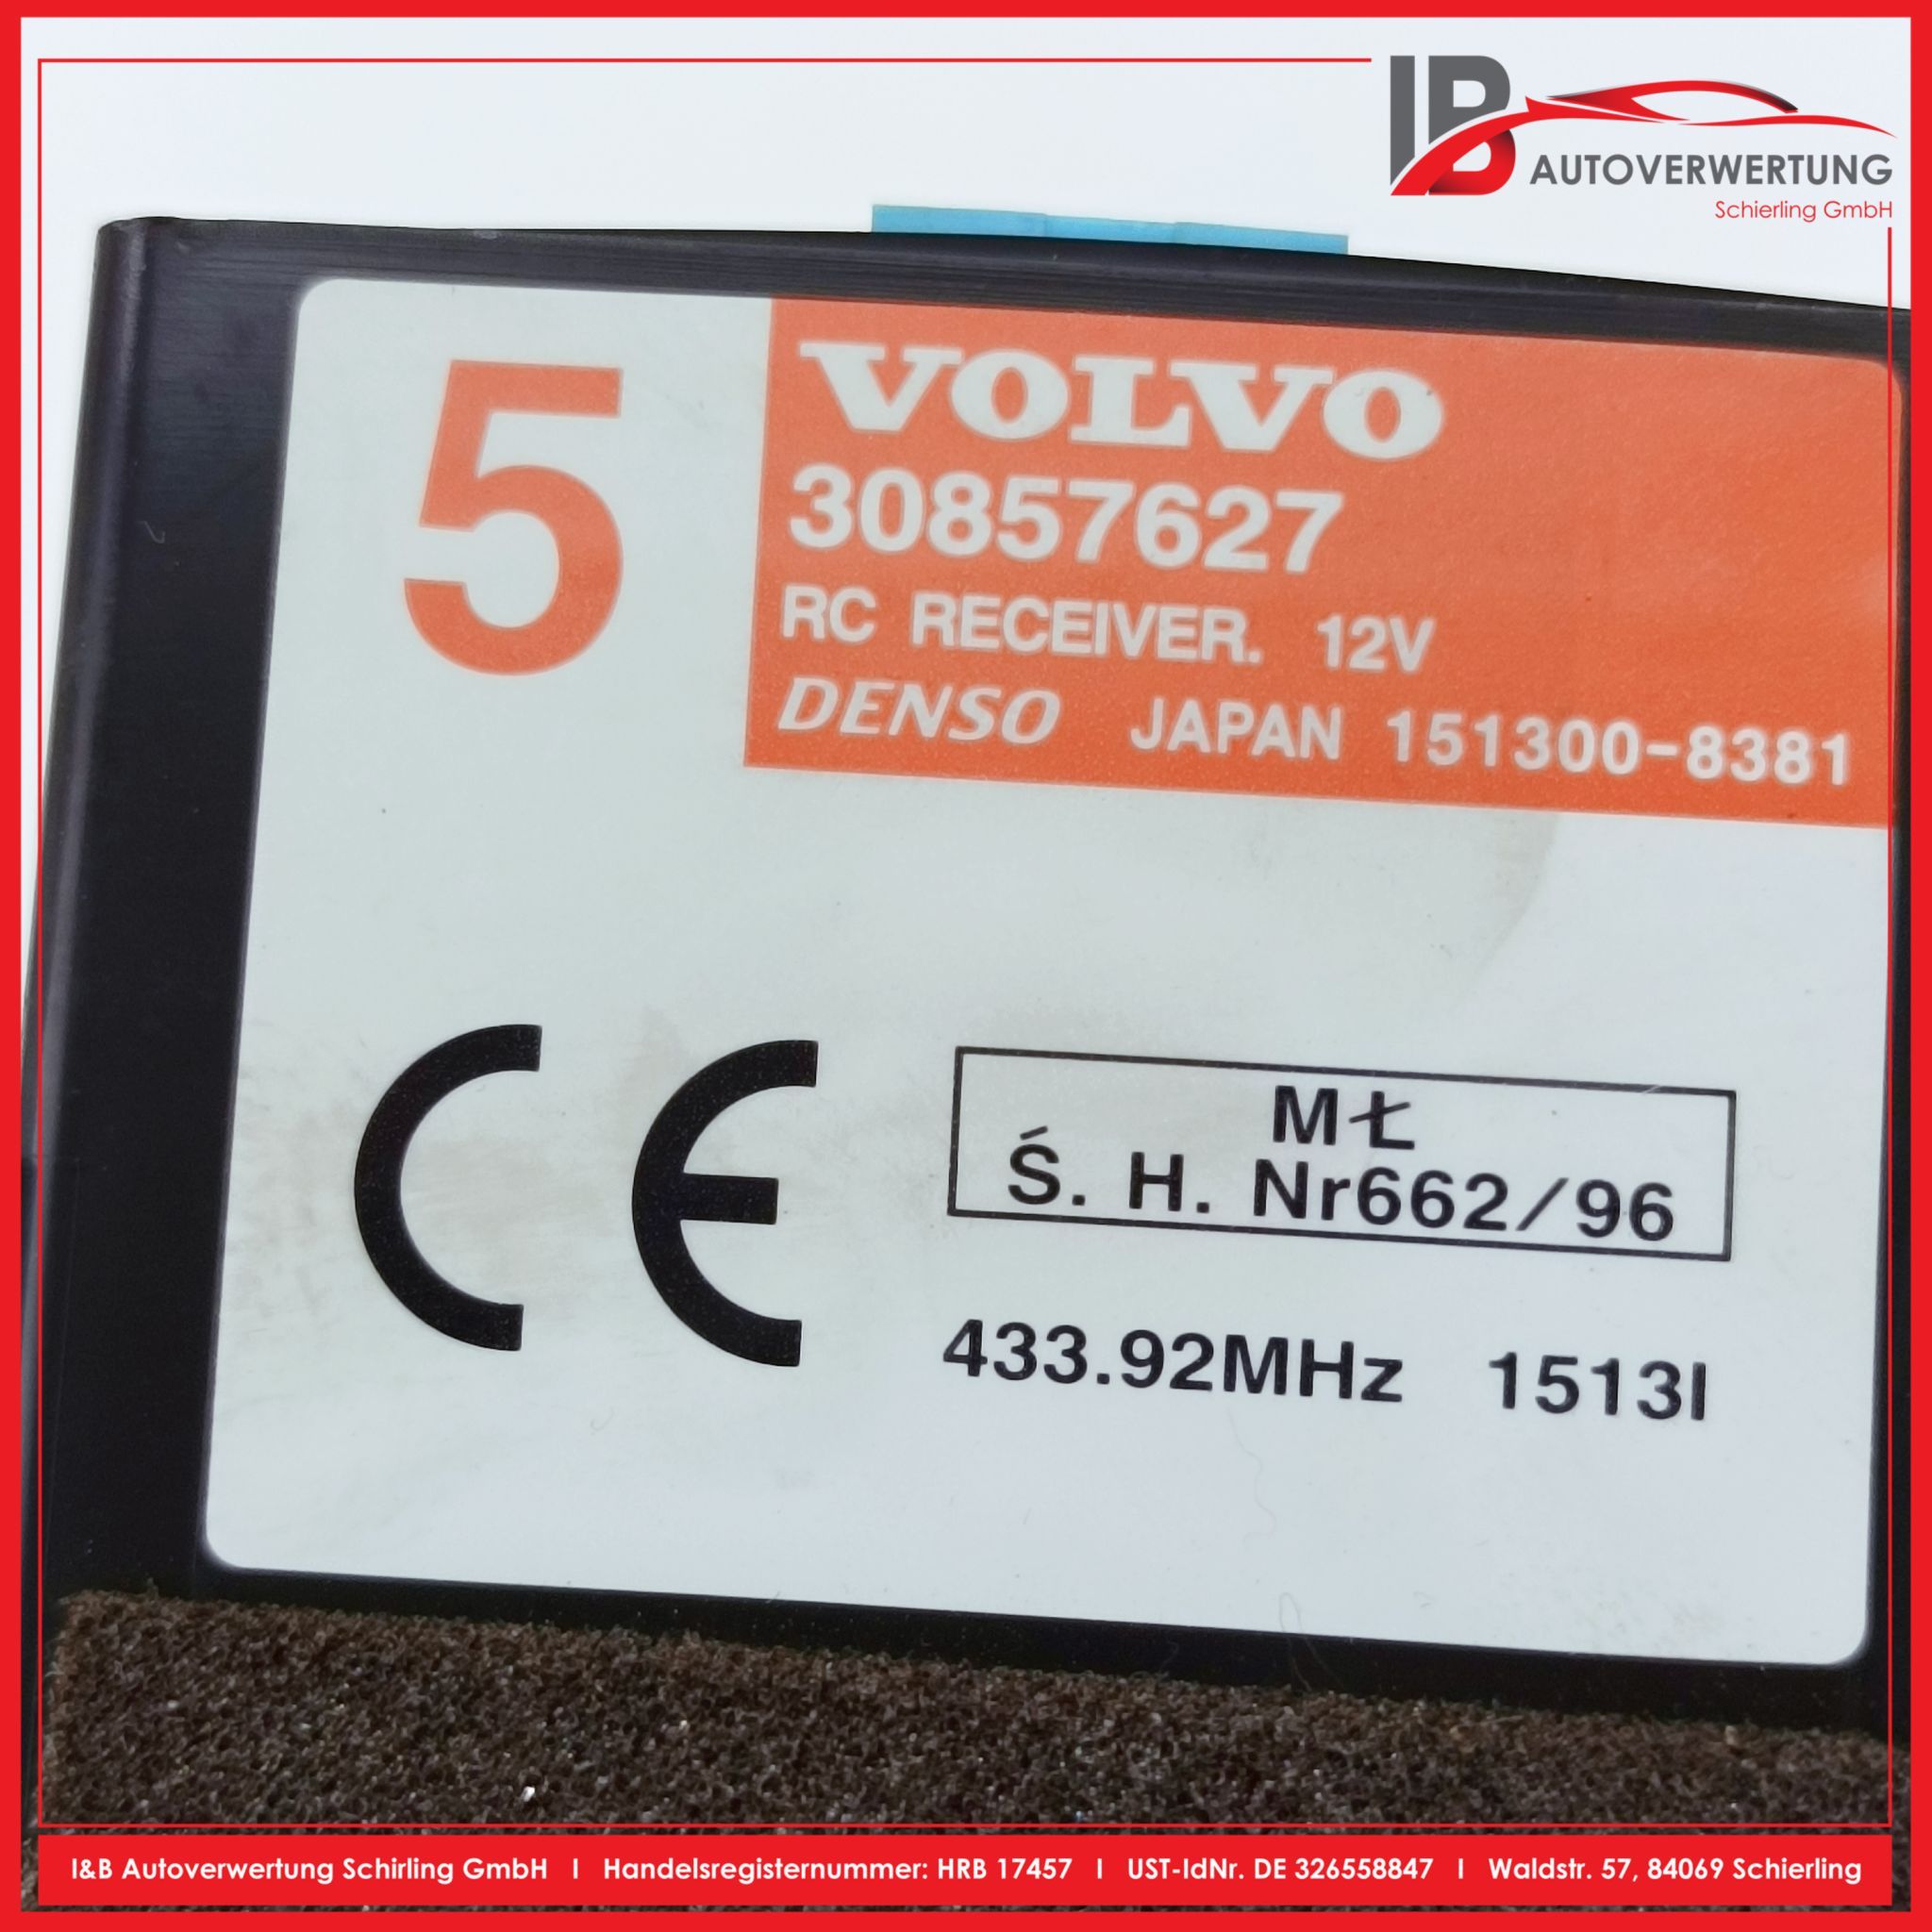 IB
AUTOVERWERTUNG
Schierling GmbH
5
VOLVO
30857627
RC RECEIVER. 12V
DENSO JAPAN 151300-8381
CE
MŁ
Ś. H. Nr662/96
433.92MHz 1513I
I&B Autoverwertung Schirling GmbH I Handelsregisternummer: HRB 17457 I UST-IdNr. DE 326558847 I Waldstr. 57, 84069 Schierling